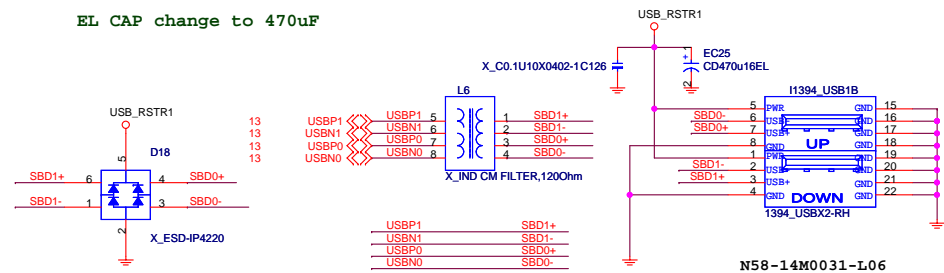 EL CAP change to 470uF
USB_RSTR1
X_C0.1U10X0402-1 C126
1
+
EC25
CD470u16EL
2
USB_RSTR1
5
D18
SBD1+ 6
4 SBD0+
SBD1- 1
3 SBD0-
2
X_ESD-IP4220
L6
13 USBP1 USBP1 5 1 SBD1+
13 USBN1 USBN1 6 2 SBD1-
13 USBP0 USBP0 7 3 SBD0+
13 USBN0 USBN0 8 4 SBD0-
X_IND CM FILTER,120Ohm
USBP1 SBD1+
USBN1 SBD1-
USBP0 SBD0+
USBN0 SBD0-
I1394_USB1B
5 PWR GND 15
SBD0- 6 USB- GND 16
SBD0+ 7 USB+ GND 17
8 GND UP GND 18
1 PWR GND 19
SBD1- 2 USB- GND 20
SBD1+ 3 USB+ GND 21
4 GND DOWN GND 22
1394_USBX2-RH
N58-14M0031-L06